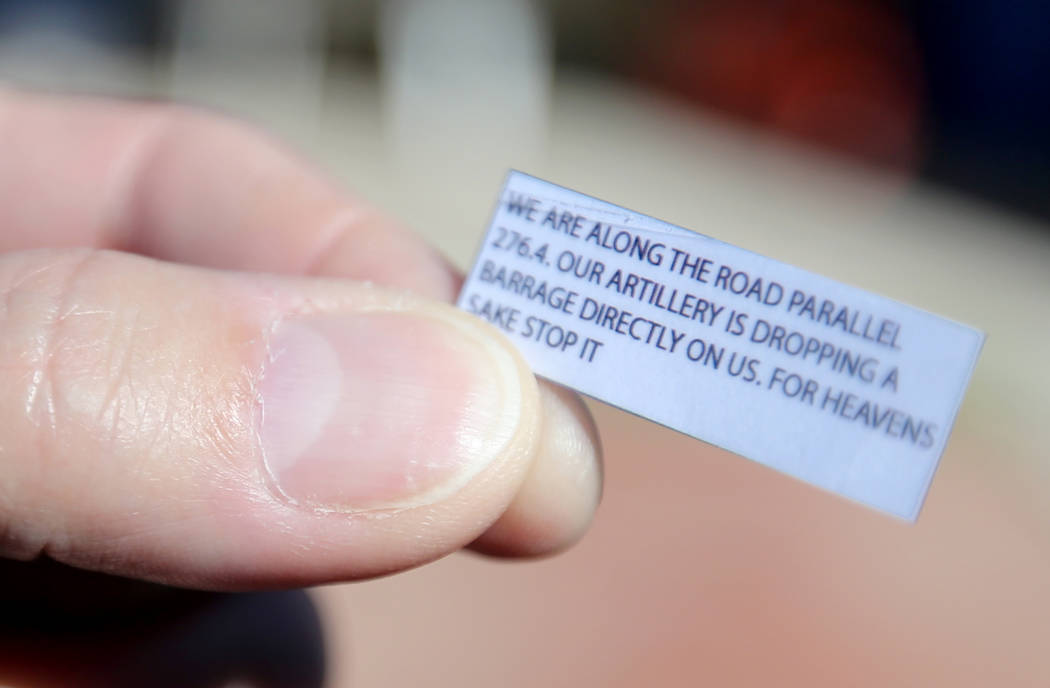 WE ARE ALONG THE ROAD PARALLEL
276.4. OUR ARTILLERY IS DROPPING A
BARRAGE DIRECTLY ON US. FOR HEAVENS
SAKE STOP IT